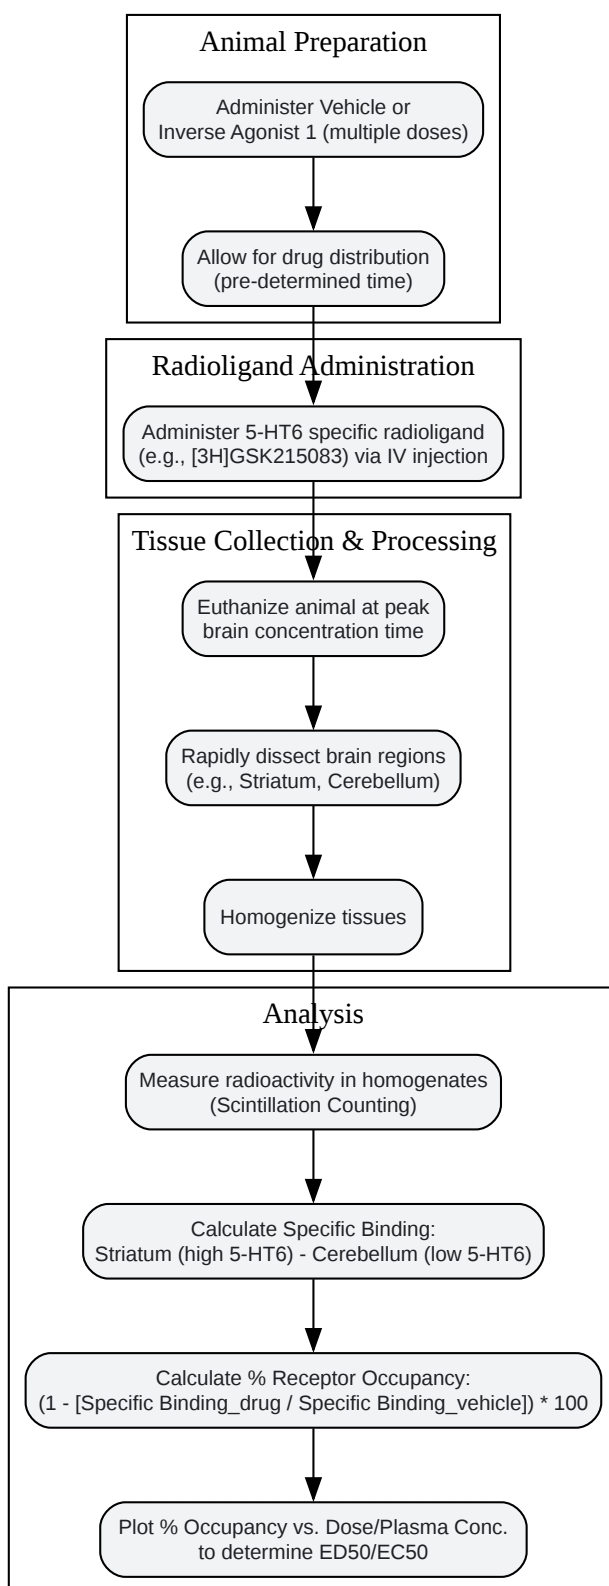 Animal Preparation
Administer Vehicle or
Inverse Agonist 1 (multiple doses)
Allow for drug distribution
(pre-determined time)
Radioligand Administration
Administer 5-HT6 specific radioligand
(e.g., [3H]GSK215083) via IV injection
Tissue Collection & Processing
Euthanize animal at peak
brain concentration time
Rapidly dissect brain regions
(e.g., Striatum, Cerebellum)
Homogenize tissues
Analysis
Measure radioactivity in homogenates
(Scintillation Counting)
Calculate Specific Binding:
Striatum (high 5-HT6) - Cerebellum (low 5-HT6)
Calculate % Receptor Occupancy:
(1 - [Specific Binding_drug / Specific Binding_vehicle]) * 100
Plot % Occupancy vs. Dose/Plasma Conc.
to determine ED50/EC50